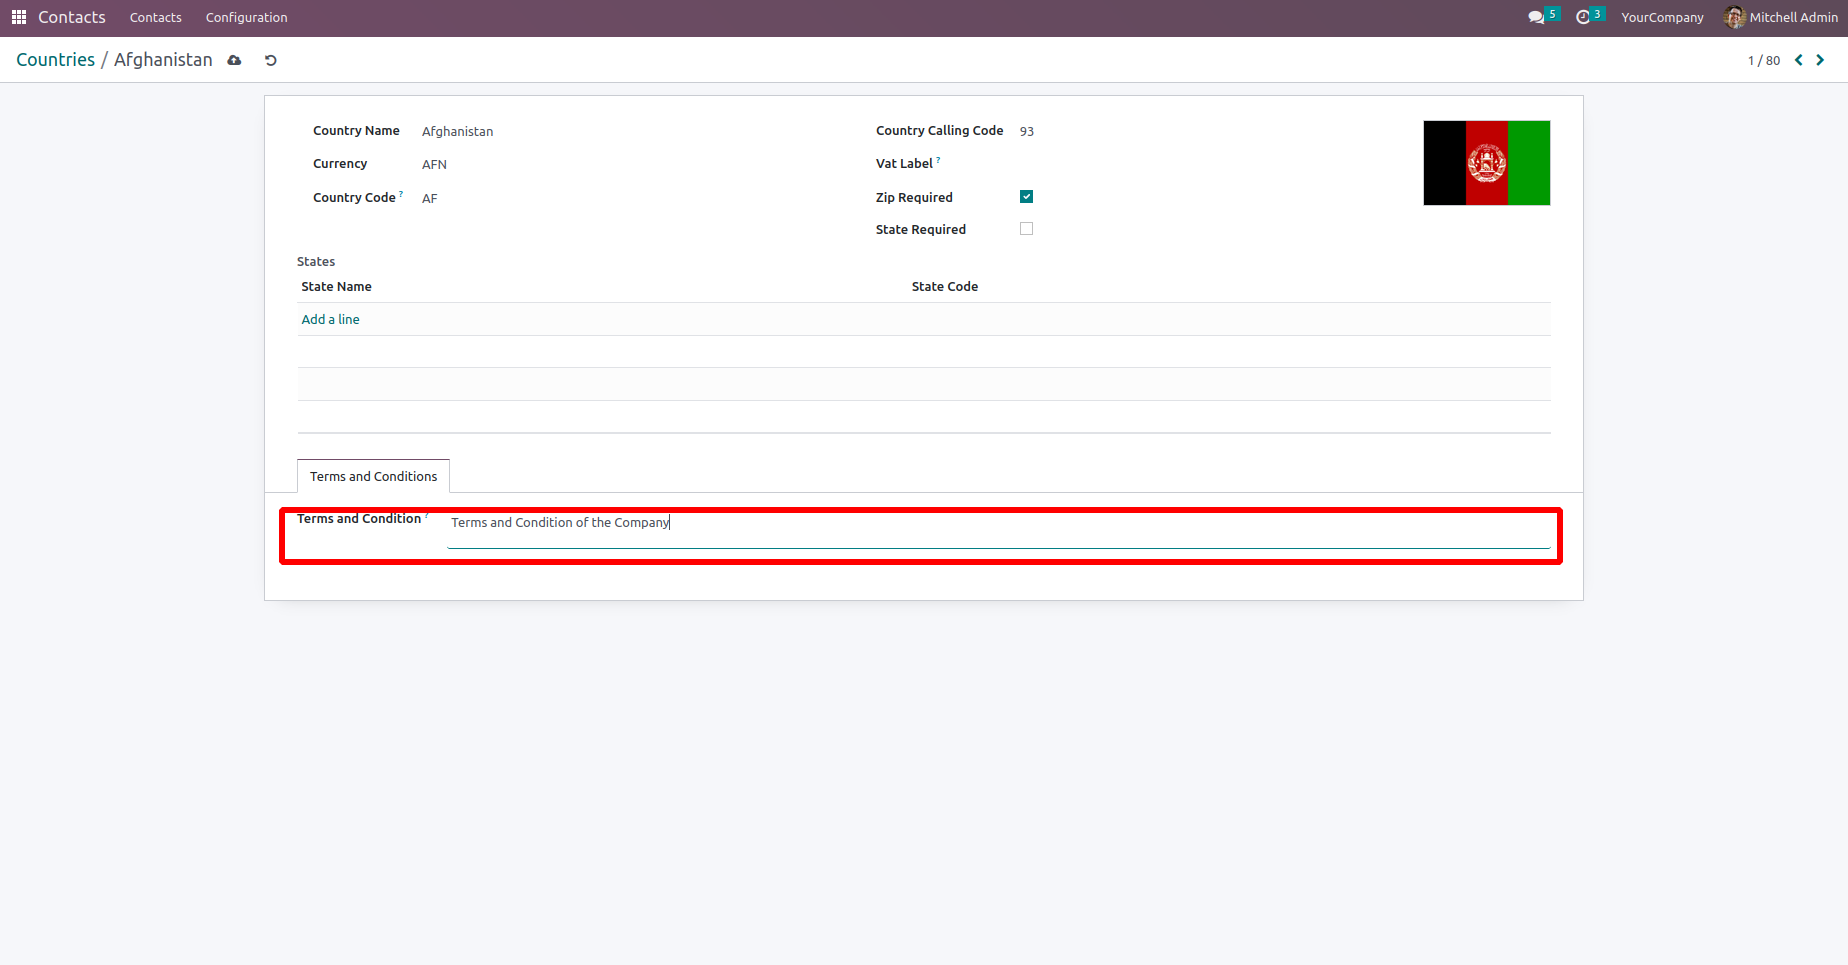 Contacts Contacts Configuration 5 3 YourCompany Mitchell Admin
Countries / Afghanistan 1 / 80
Country Name Afghanistan Country Calling Code 93
Currency AFN Vat Label ?
Country Code ? AF Zip Required
State Required
States
State Name State Code
Add a line
Terms and Conditions
Terms and Condition ? Terms and Condition of the Company